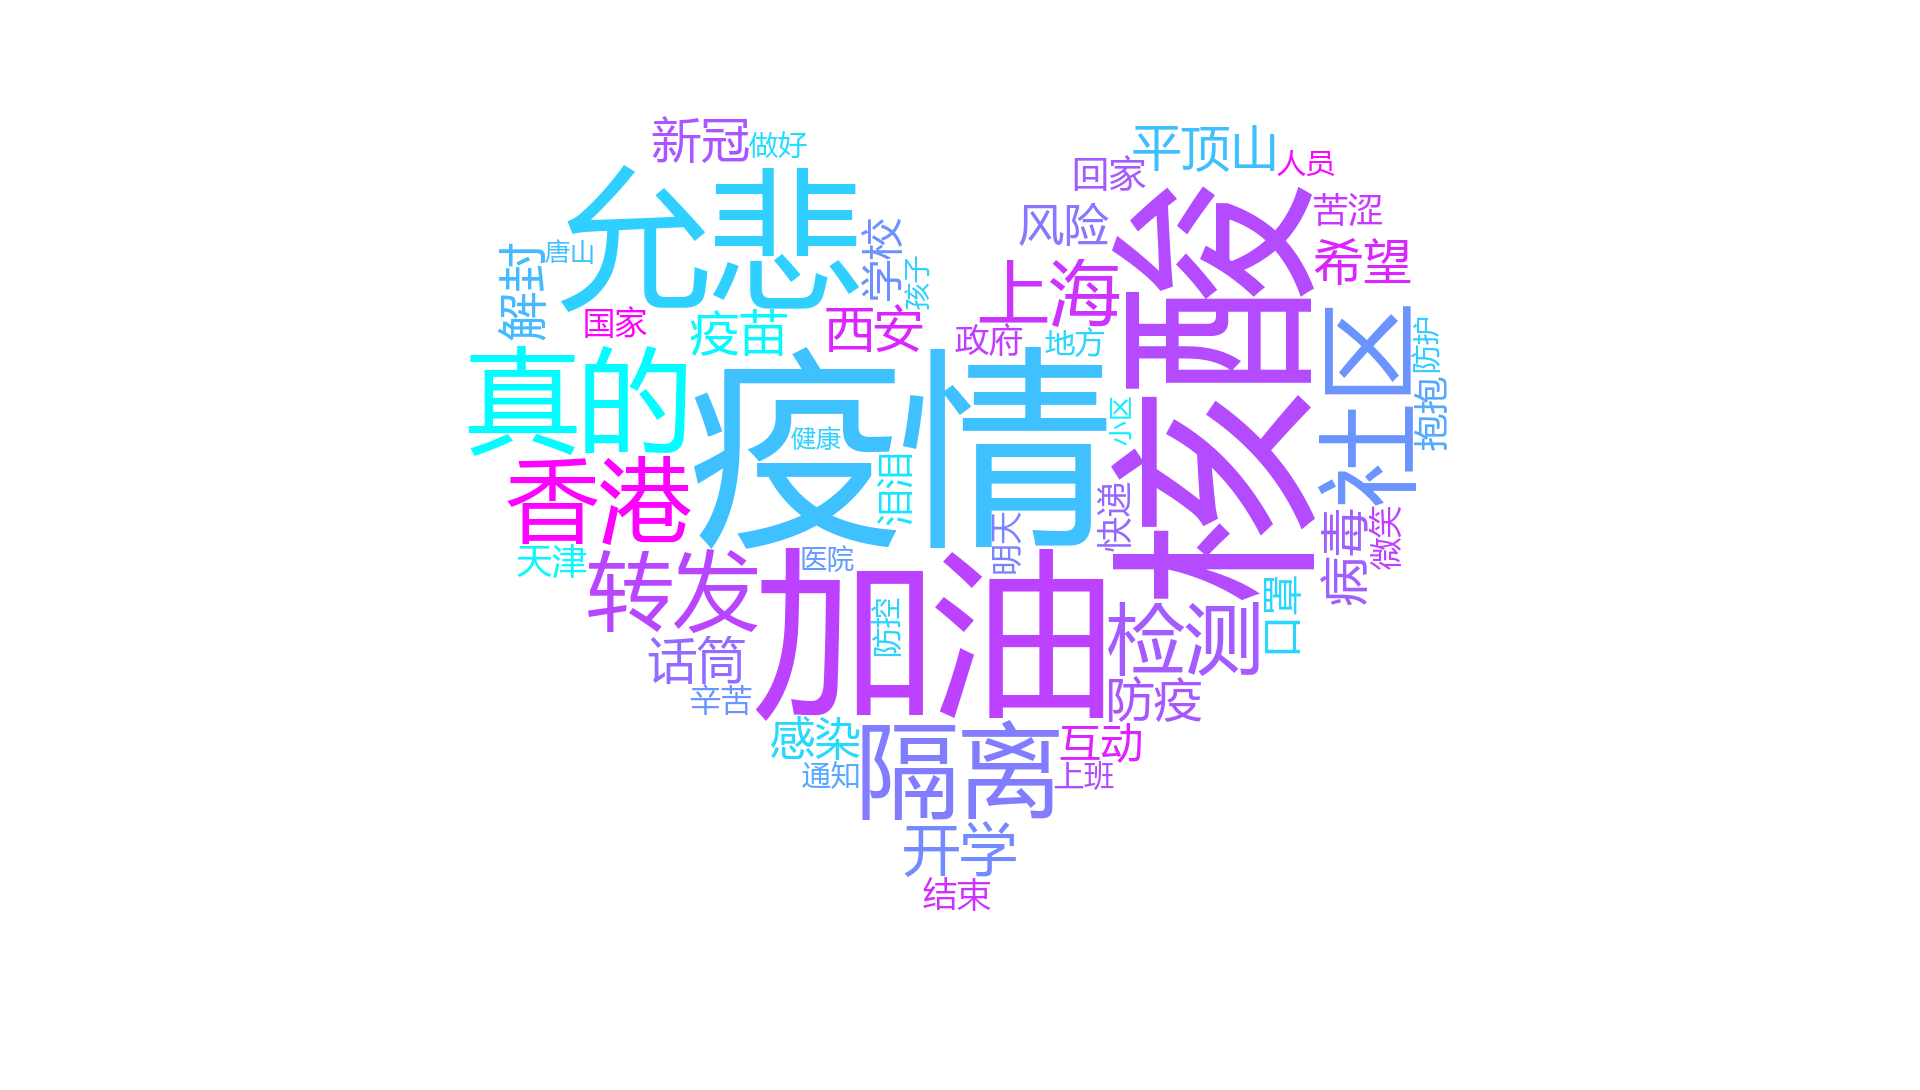 新冠
做好
平顶山
回家
人员
允悲
核酸
苦涩
风险
学校
唐山
解封
孩子
希望
上海
国家
疫苗
西安
政府
地方
社区
防护
真的
疫情
小区
抱抱
健康
香港
泪泪
快递
明天
病毒
微笑
天津
转发
医院
加油
防控
检测
口罩
话筒
辛苦
防疫
感染
隔离
互动
通知
上班
开学
结束